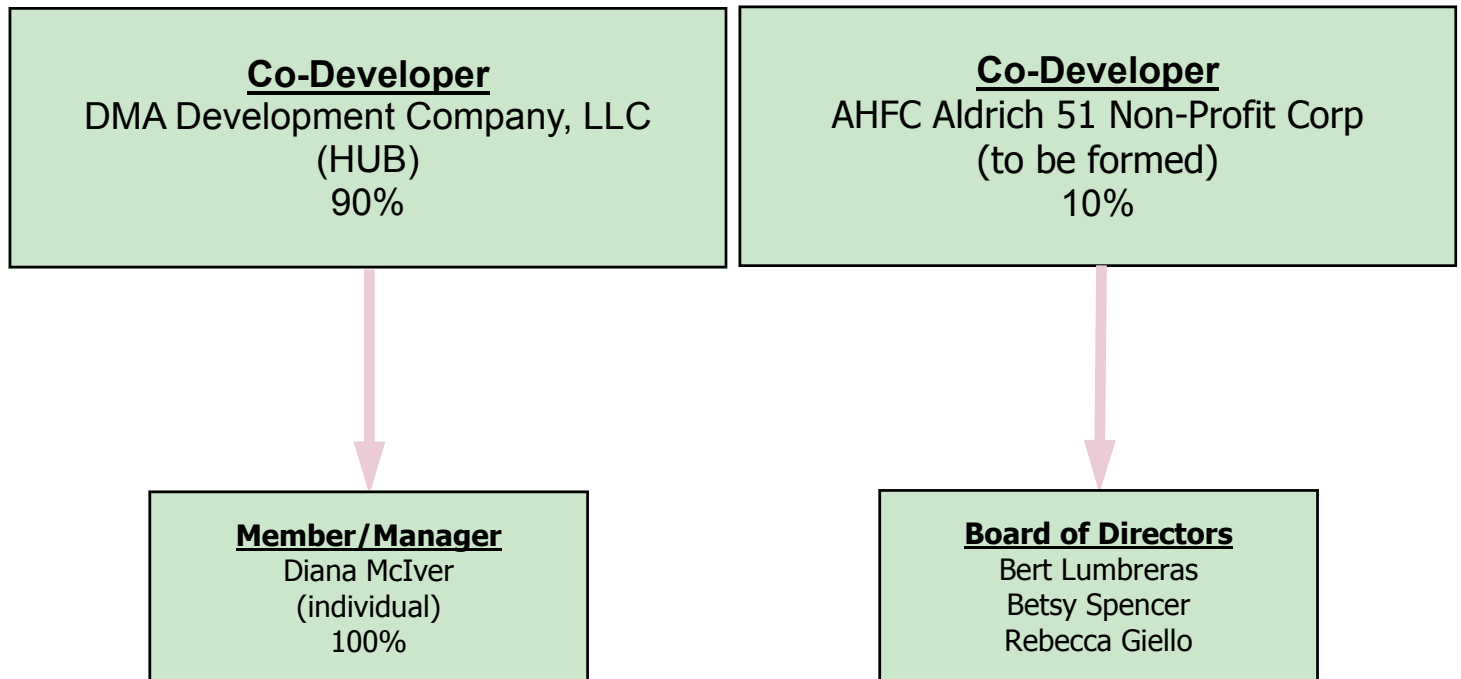 Co-Developer
DMA Development Company, LLC
(HUB)
90%
Co-Developer
AHFC Aldrich 51 Non-Profit Corp
(to be formed)
10%
Member/Manager
Diana McIver
(individual)
100%
Board of Directors
Bert Lumbreras
Betsy Spencer
Rebecca Giello